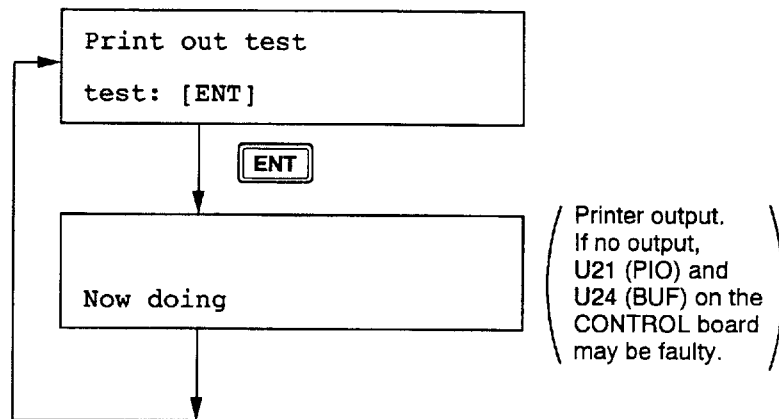 Print out test
test: [ENT]
ENT
Now doing
Printer output.
If no output,
U21 (PIO) and
U24 (BUF) on the
CONTROL board
may be faulty.